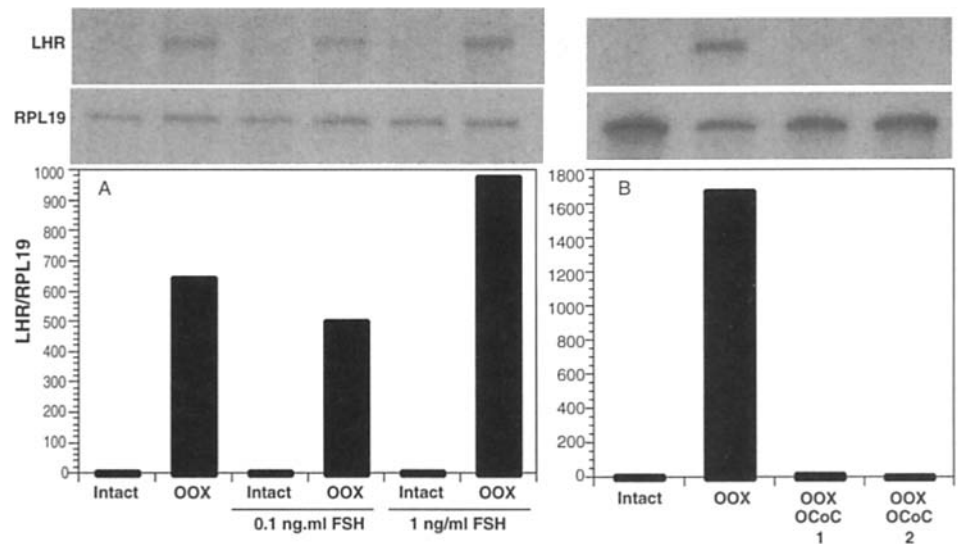 LHR
RPL19
A
LHR/RPL19
1000
900
800
700
600
500
400
300
200
100
0
Intact OOX Intact OOX Intact OOX
0.1 ng.ml FSH 1 ng/ml FSH
B
1800
1600
1400
1200
1000
800
600
400
200
0
Intact OOX OOX OOX
OCoC OCoC
1 2